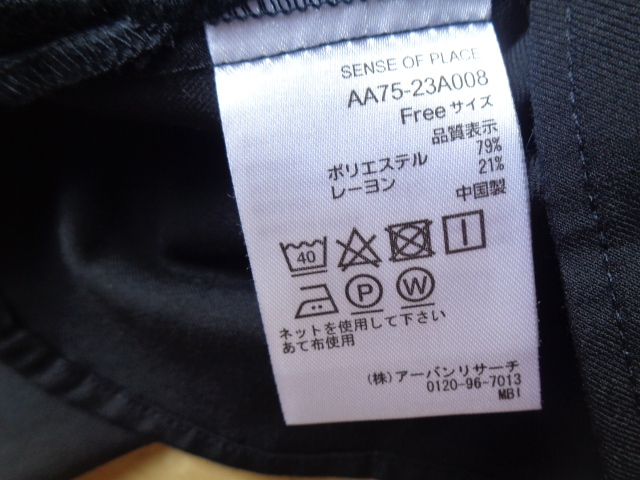 SENSE OF PLACE
AA75-23A008
Freeサイズ
品質表示
ポリエステル 79%
レーヨン 21%
中国製
40
P W
ネットを使用して下さい
あて布使用
(株)アーバンリサーチ
0120-96-7013
MBI